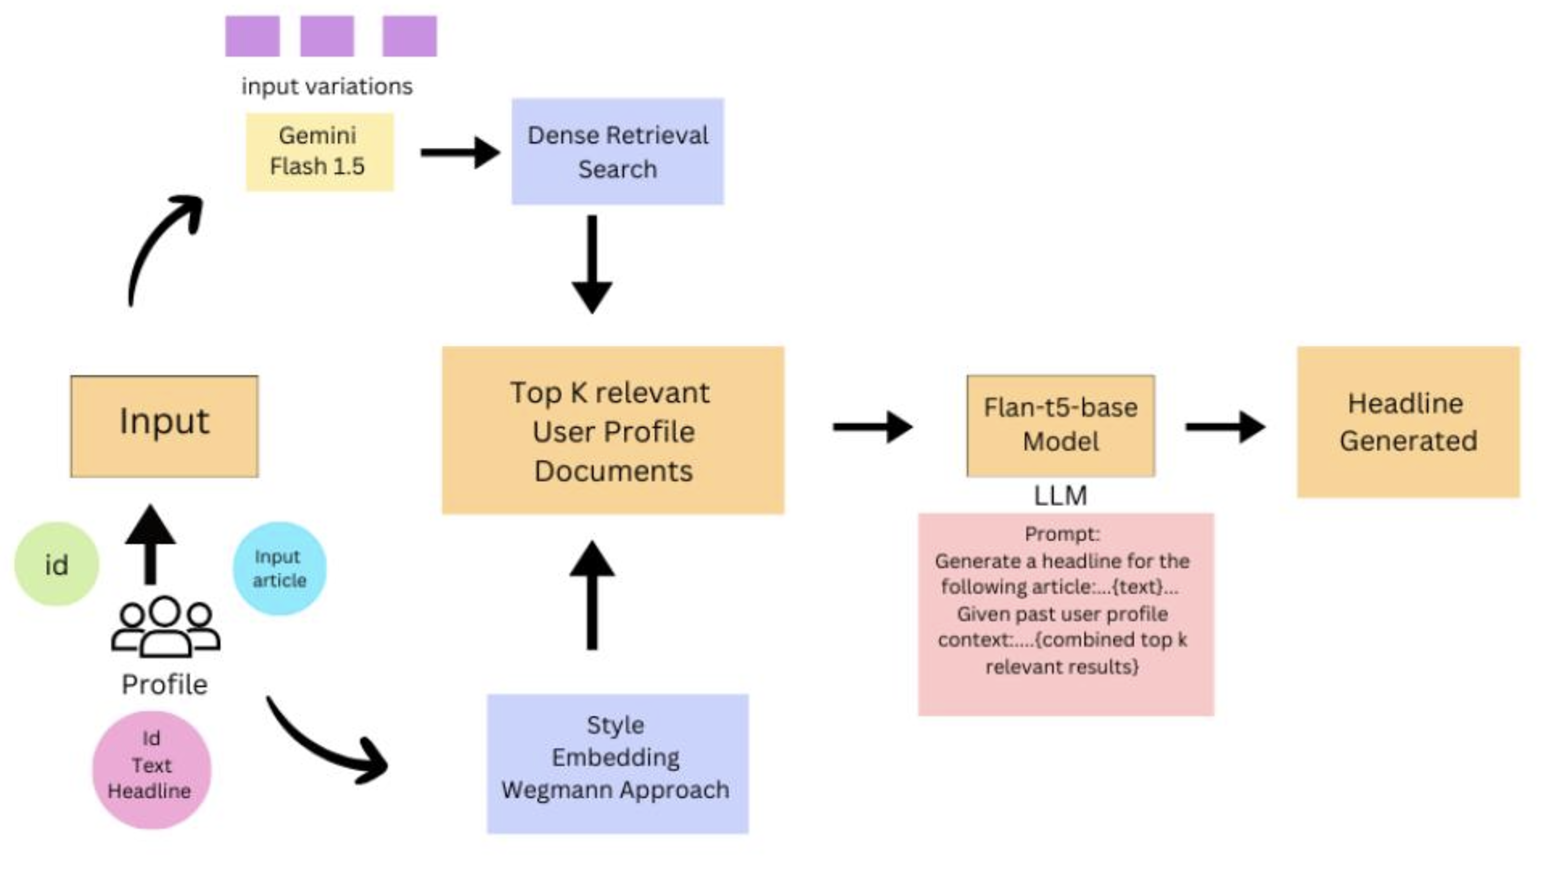 input variations
Gemini
Flash 1.5
Dense Retrieval
Search
Input
Top K relevant
User Profile
Documents
Flan-t5-base
Model
LLM
Headline
Generated
id
Input
article
Profile
Id
Text
Headline
Style
Embedding
Wegmann Approach
Prompt:
Generate a headline for the
following article:...{text}...
Given past user profile
context:....{combined top k
relevant results}